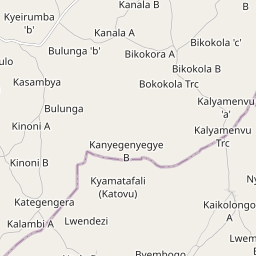 Kanala B
Kyeirumba
'b'
Kanala A
Bikokola 'c'
Bulunga 'b'
Bikokora A
Bikokola B
Kasambya
Bokokola Trc
Bulunga
Kalyamenvu
'a'
Kinoni A
Kalyamenvu
Trc
Kanyegenyegye
B
Kinoni B
Kyamatafali
(Katovu)
Kategengera
Kaikolongo
A
Kalambi A
Lwendezi
Byembogo